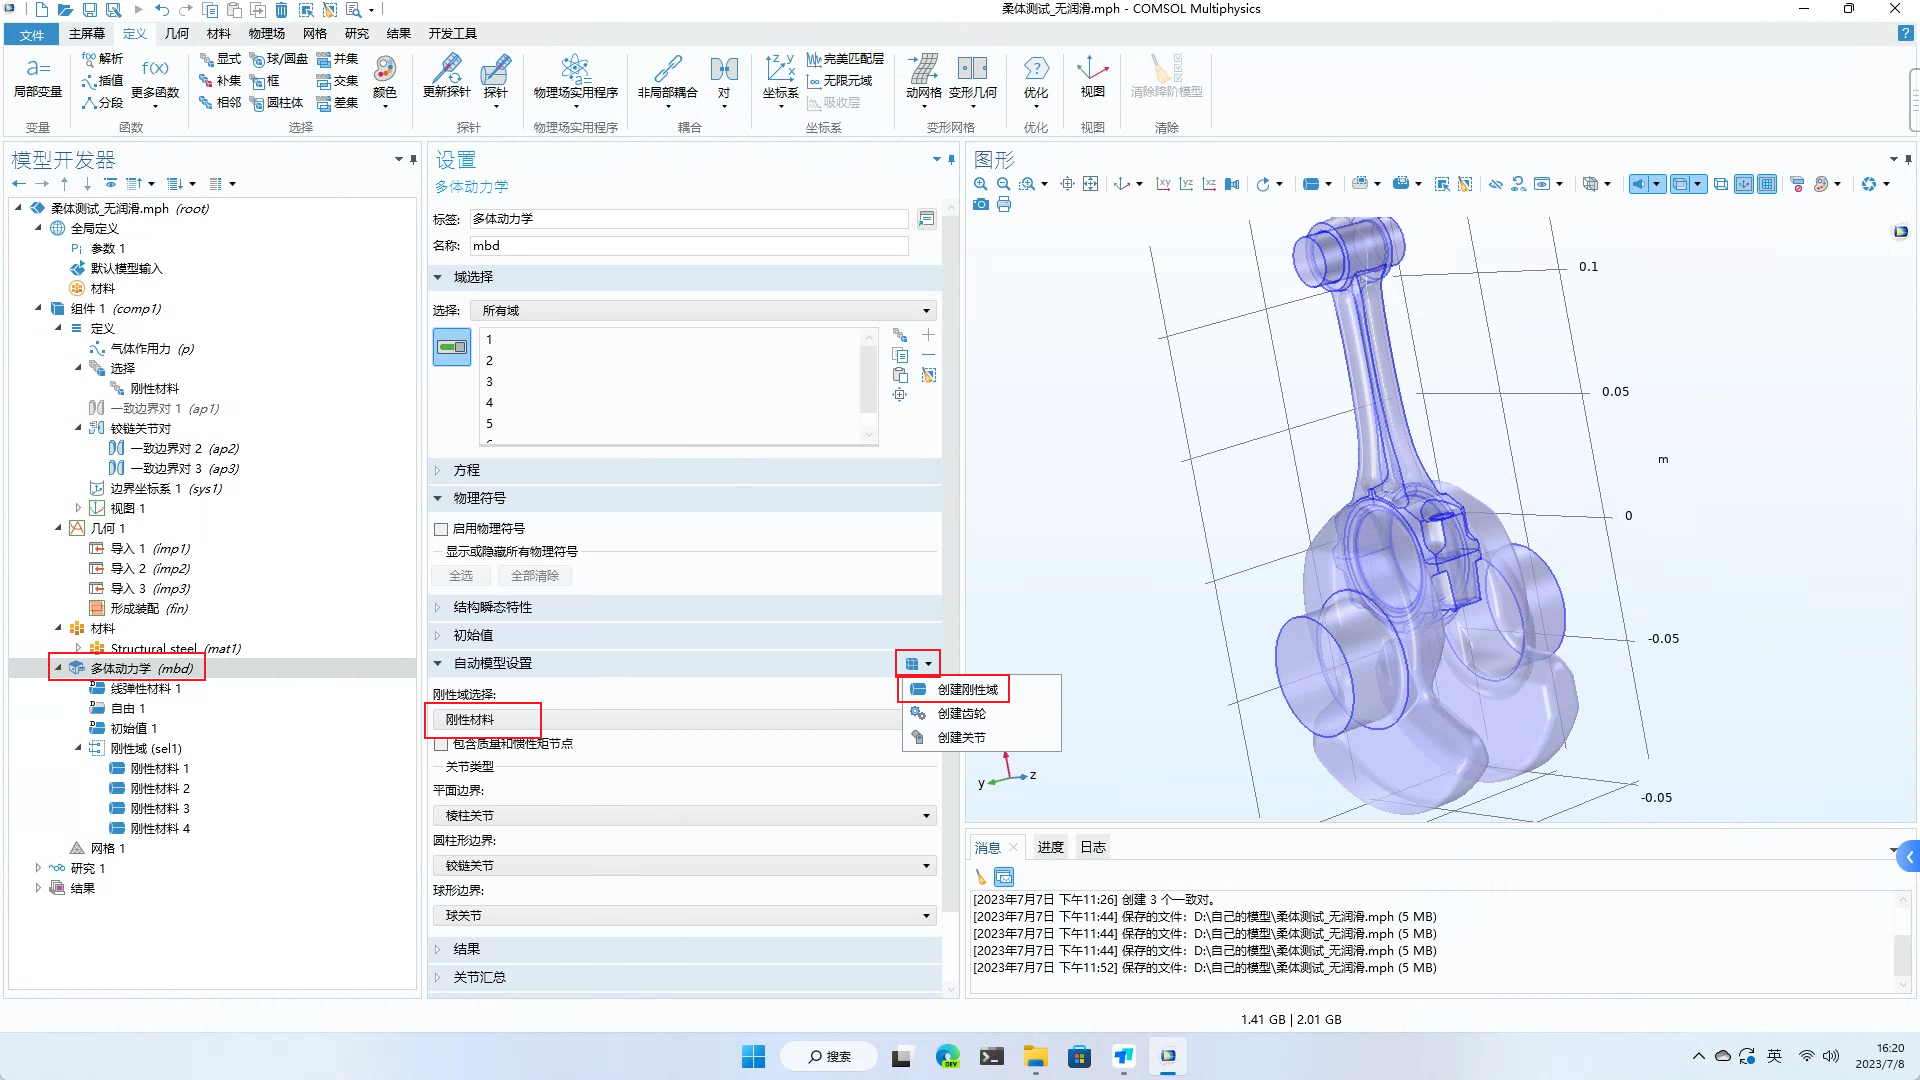 柔体测试_无润滑.mph - COMSOL Multiphysics
文件 主屏幕 定义 几何 材料 物理场 网格 研究 结果 开发工具
a=
局部变量
变量
f(x) 解析
插值
分段
f(x)
更多函数
函数
显式
补集
相邻
球/圆盘
框
圆柱体
并集
交集
差集
颜色
选择
更新探针
探针
探针
物理场实用程序
物理场实用程序
非局部耦合
对
耦合
坐标系
完美匹配层
无限元域
吸收层
坐标系
动网格
变形几何
变形网格
优化
优化
视图
视图
清除降阶模型
清除
模型开发器
柔体测试_无润滑.mph (root)
全局定义
Pi 参数 1
默认模型输入
材料
组件 1 (comp1)
定义
气体作用力 (p)
选择
刚性材料
一致边界对 1 (ap1)
铰链关节对
一致边界对 2 (ap2)
一致边界对 3 (ap3)
边界坐标系 1 (sys1)
视图 1
几何 1
导入 1 (imp1)
导入 2 (imp2)
导入 3 (imp3)
形成装配 (fin)
材料
Structural steel (mat1)
多体动力学 (mbd)
线弹性材料 1
自由 1
初始值 1
刚性域 (sel1)
刚性材料 1
刚性材料 2
刚性材料 3
刚性材料 4
网格 1
研究 1
结果
设置
多体动力学
标签: 多体动力学
名称: mbd
域选择
选择: 所有域
1
2
3
4
5
方程
物理符号
启用物理符号
显示或隐藏所有物理符号
全选 全部清除
结构瞬态特性
初始值
自动模型设置
刚性域选择:
刚性材料
包含质量和惯性矩节点
关节类型
平面边界:
棱柱关节
圆柱形边界:
铰链关节
球形边界:
球关节
结果
关节汇总
创建刚性域
创建齿轮
创建关节
图形
xy yz xz
0.1
0.05
m
0
-0.05
-0.05
y z
消息 进度 日志
[2023年7月7日 下午11:26] 创建 3 个一致对。
[2023年7月7日 下午11:44] 保存的文件: D:\自己的模型\柔体测试_无润滑.mph (5 MB)
[2023年7月7日 下午11:44] 保存的文件: D:\自己的模型\柔体测试_无润滑.mph (5 MB)
[2023年7月7日 下午11:44] 保存的文件: D:\自己的模型\柔体测试_无润滑.mph (5 MB)
[2023年7月7日 下午11:52] 保存的文件: D:\自己的模型\柔体测试_无润滑.mph (5 MB)
1.41 GB | 2.01 GB
搜索
英
16:20
2023/7/8